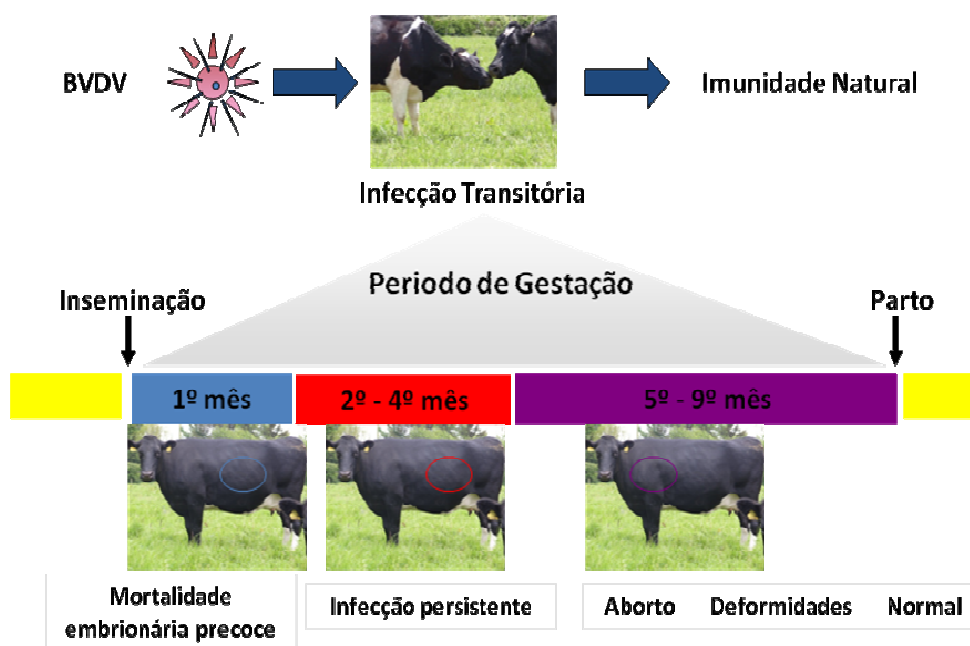 BVDV
Imunidade Natural
Infecção Transitória
Periodo de Gestação
Inseminação
Parto
1º mês
2º - 4º mês
5º - 9º mês
Mortalidade
embrionária precoce
Infecção persistente
Aborto Deformidades Normal